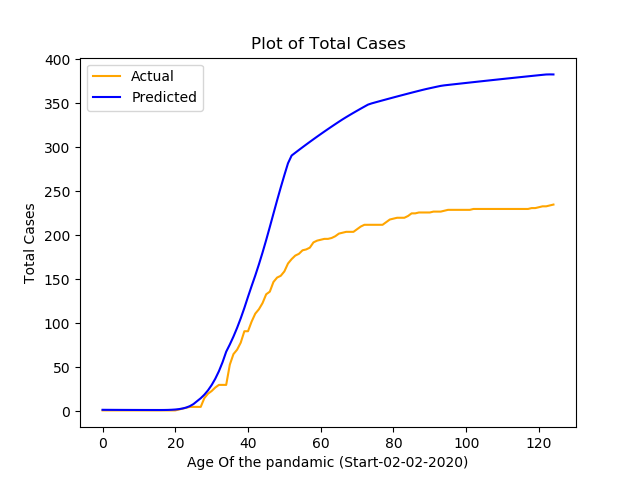 Plot of Total Cases
Actual
Predicted
400
350
300
250
200
150
100
50
0
Total Cases
0 20 40 60 80 100 120
Age Of the pandamic (Start-02-02-2020)